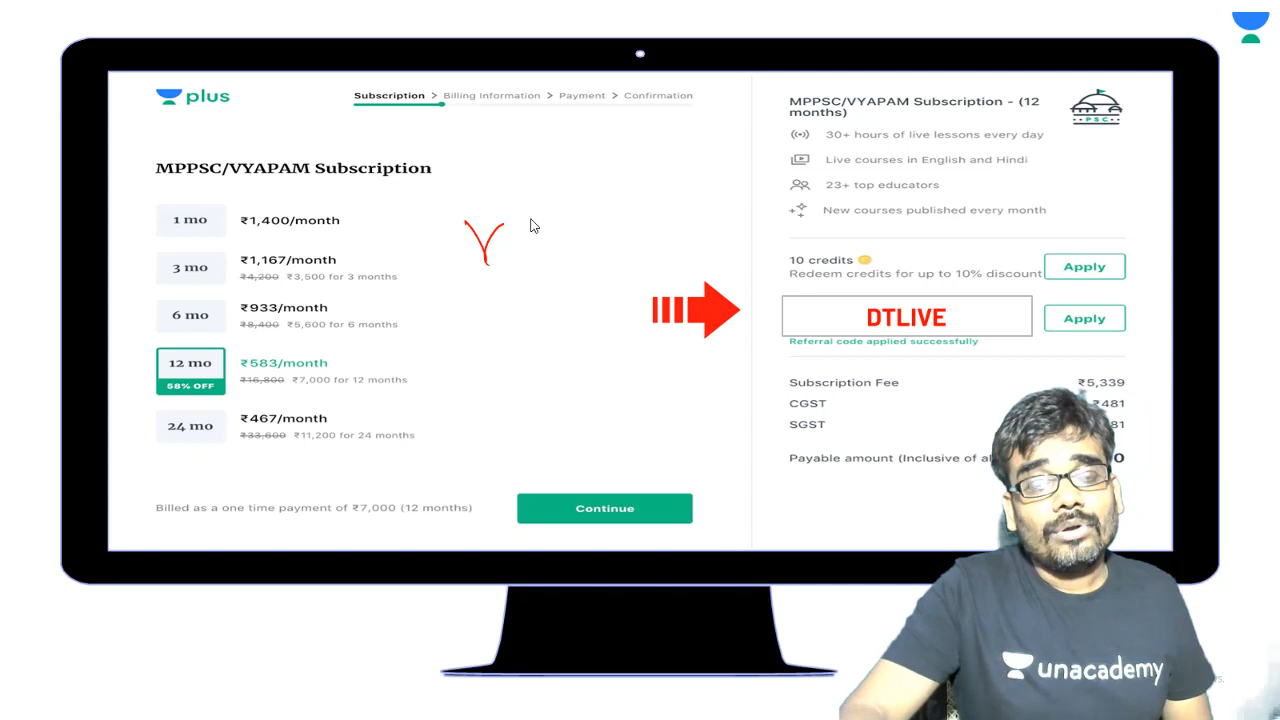 plus
Subscription > Billing Information > Payment > Confirmation
MPPSC/VYAPAM Subscription
1 mo ₹1,400/month
3 mo ₹1,167/month
₹4,200 ₹3,500 for 3 months
6 mo ₹933/month
₹8,400 ₹5,600 for 6 months
12 mo ₹583/month
58% OFF ₹16,800 ₹7,000 for 12 months
24 mo ₹467/month
₹33,600 ₹11,200 for 24 months
Billed as a one time payment of ₹7,000 (12 months)
Continue
MPPSC/VYAPAM Subscription - (12
months)
PSC
30+ hours of live lessons every day
Live courses in English and Hindi
23+ top educators
New courses published every month
10 credits
Redeem credits for up to 10% discount
Apply
DTLIVE
Apply
Referral code applied successfully
Subscription Fee ₹5,339
CGST ₹481
SGST 81
Payable amount (Inclusive of al 0
unacademy